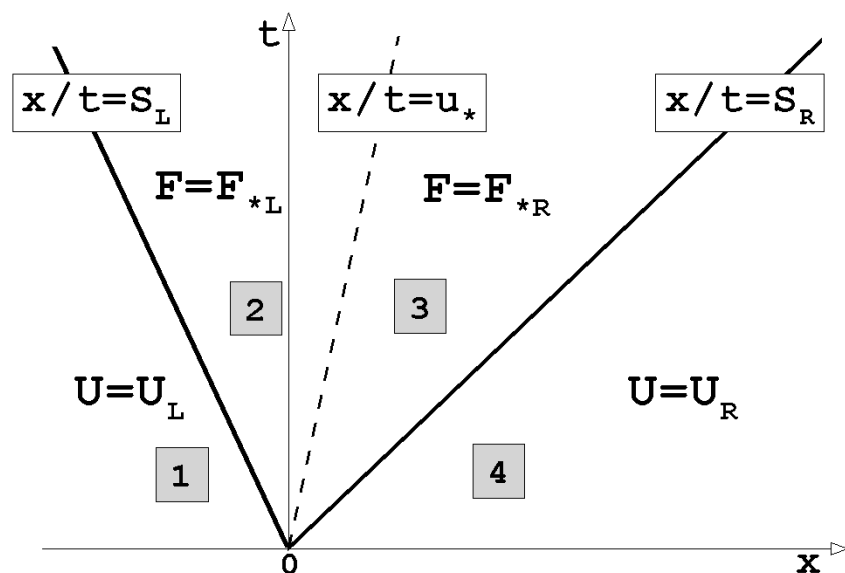 t
x/t=S_L x/t=u_* x/t=S_R
F=F_*L F=F_*R
2 3
U=U_L U=U_R
1 4
0 x